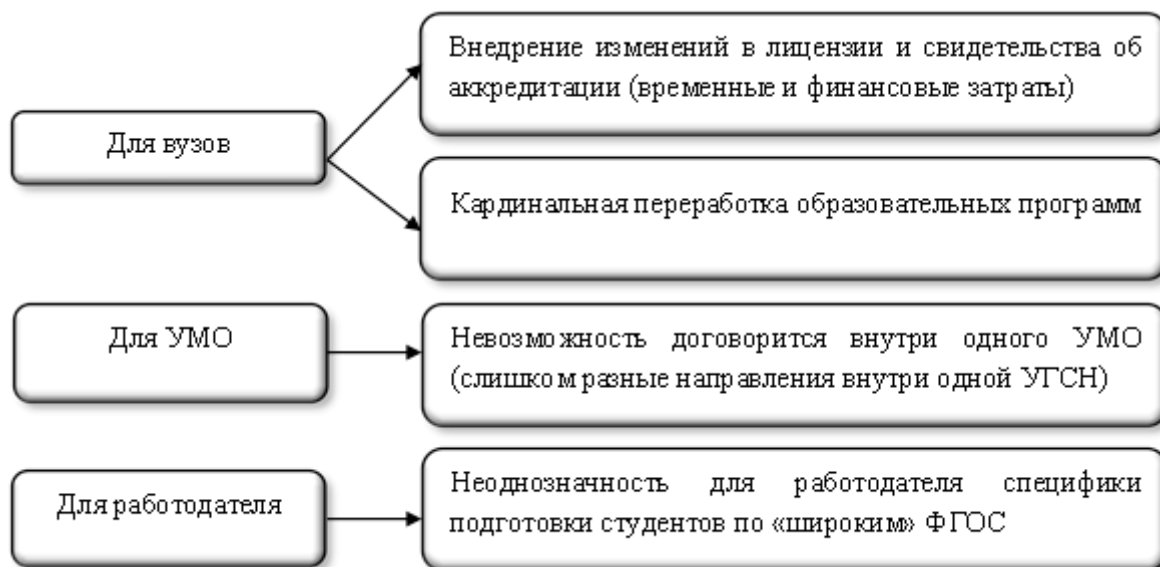 Внедрение изменений в лицензии и свидетельства об
аккредитации (временные и финансовые затраты)
Для вузов
Кардинальная переработка образовательных программ
Для УМО
Невозможность договорится внутри одного УМО
(слишком разные направления внутри одной УГСН)
Для работодателя
Неоднозначность для работодателя специфики
подготовки студентов по «широким» ФГОС